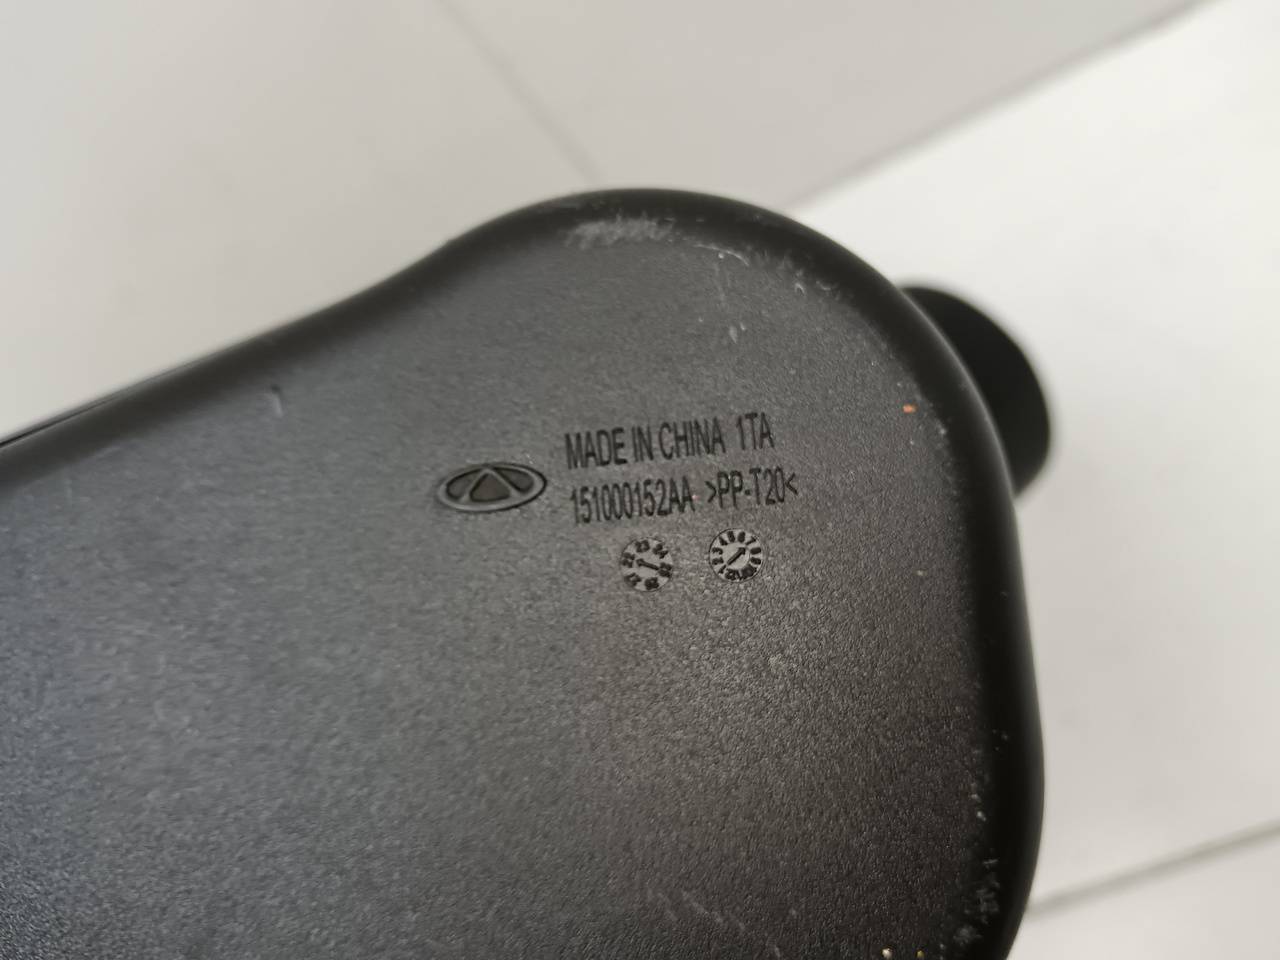 MADE IN CHINA 1TA
151000152AA >PP-T20<